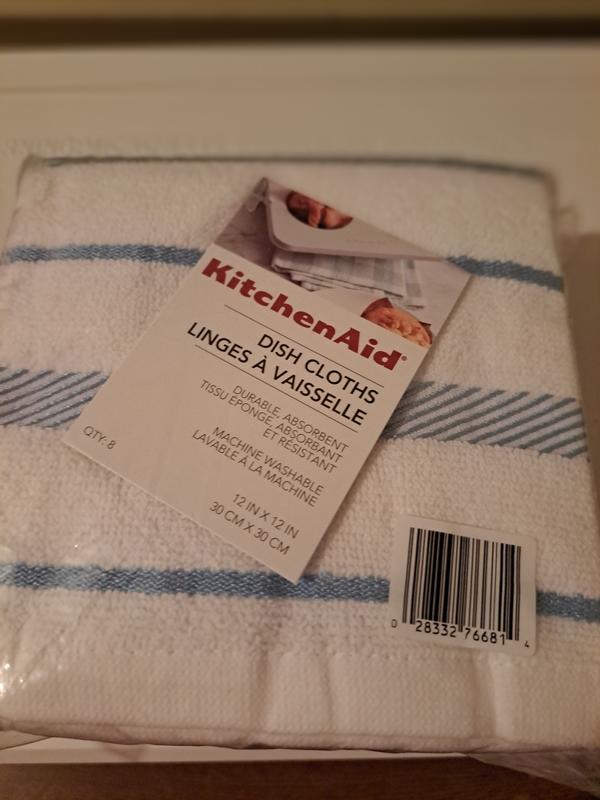 KitchenAid®
DISH CLOTHS
LINGES À VAISSELLE
DURABLE, ABSORBENT
TISSU ÉPONGE, ABSORBANT
ET RÉSISTANT
MACHINE WASHABLE
LAVABLE À LA MACHINE
QTY: 8
12 IN X 12 IN
30 CM X 30 CM
0 28332 76681 4